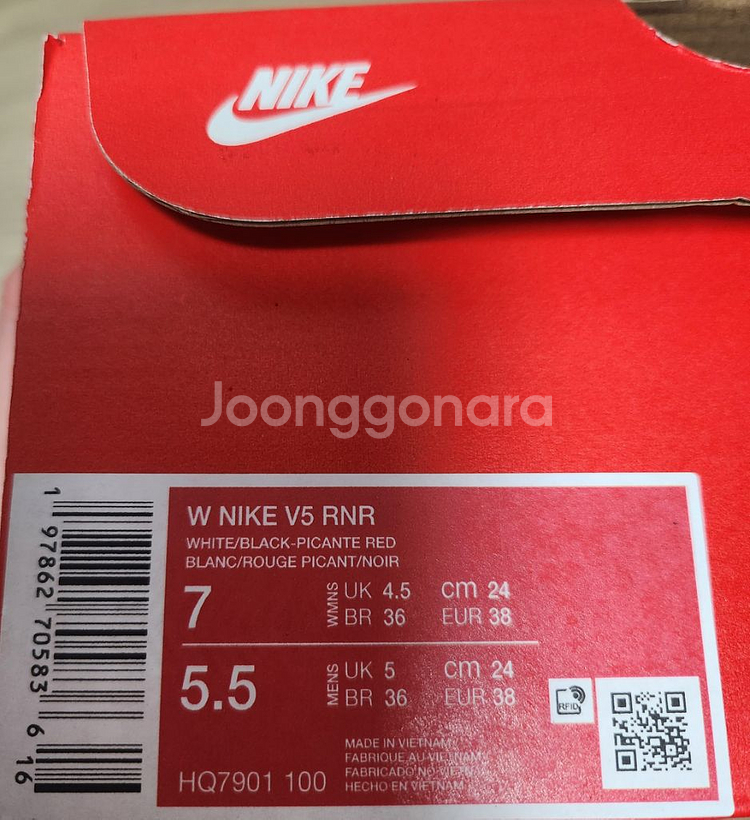 NIKE
Joonggonara
W NIKE V5 RNR
WHITE/BLACK-PICANTE RED
BLANC/ROUGE PICANT/NOIR
7 WMNS UK 4.5 cm 24
BR 36 EUR 38
5.5 MENS UK 5 cm 24
BR 36 EUR 38
RFID
MADE IN VIETNAM
FABRIQUE AU VIETNAM
FABRICADO NO VIETNAM
HECHO EN VIETNAM
HQ7901 100
1 97862 70583 6 16